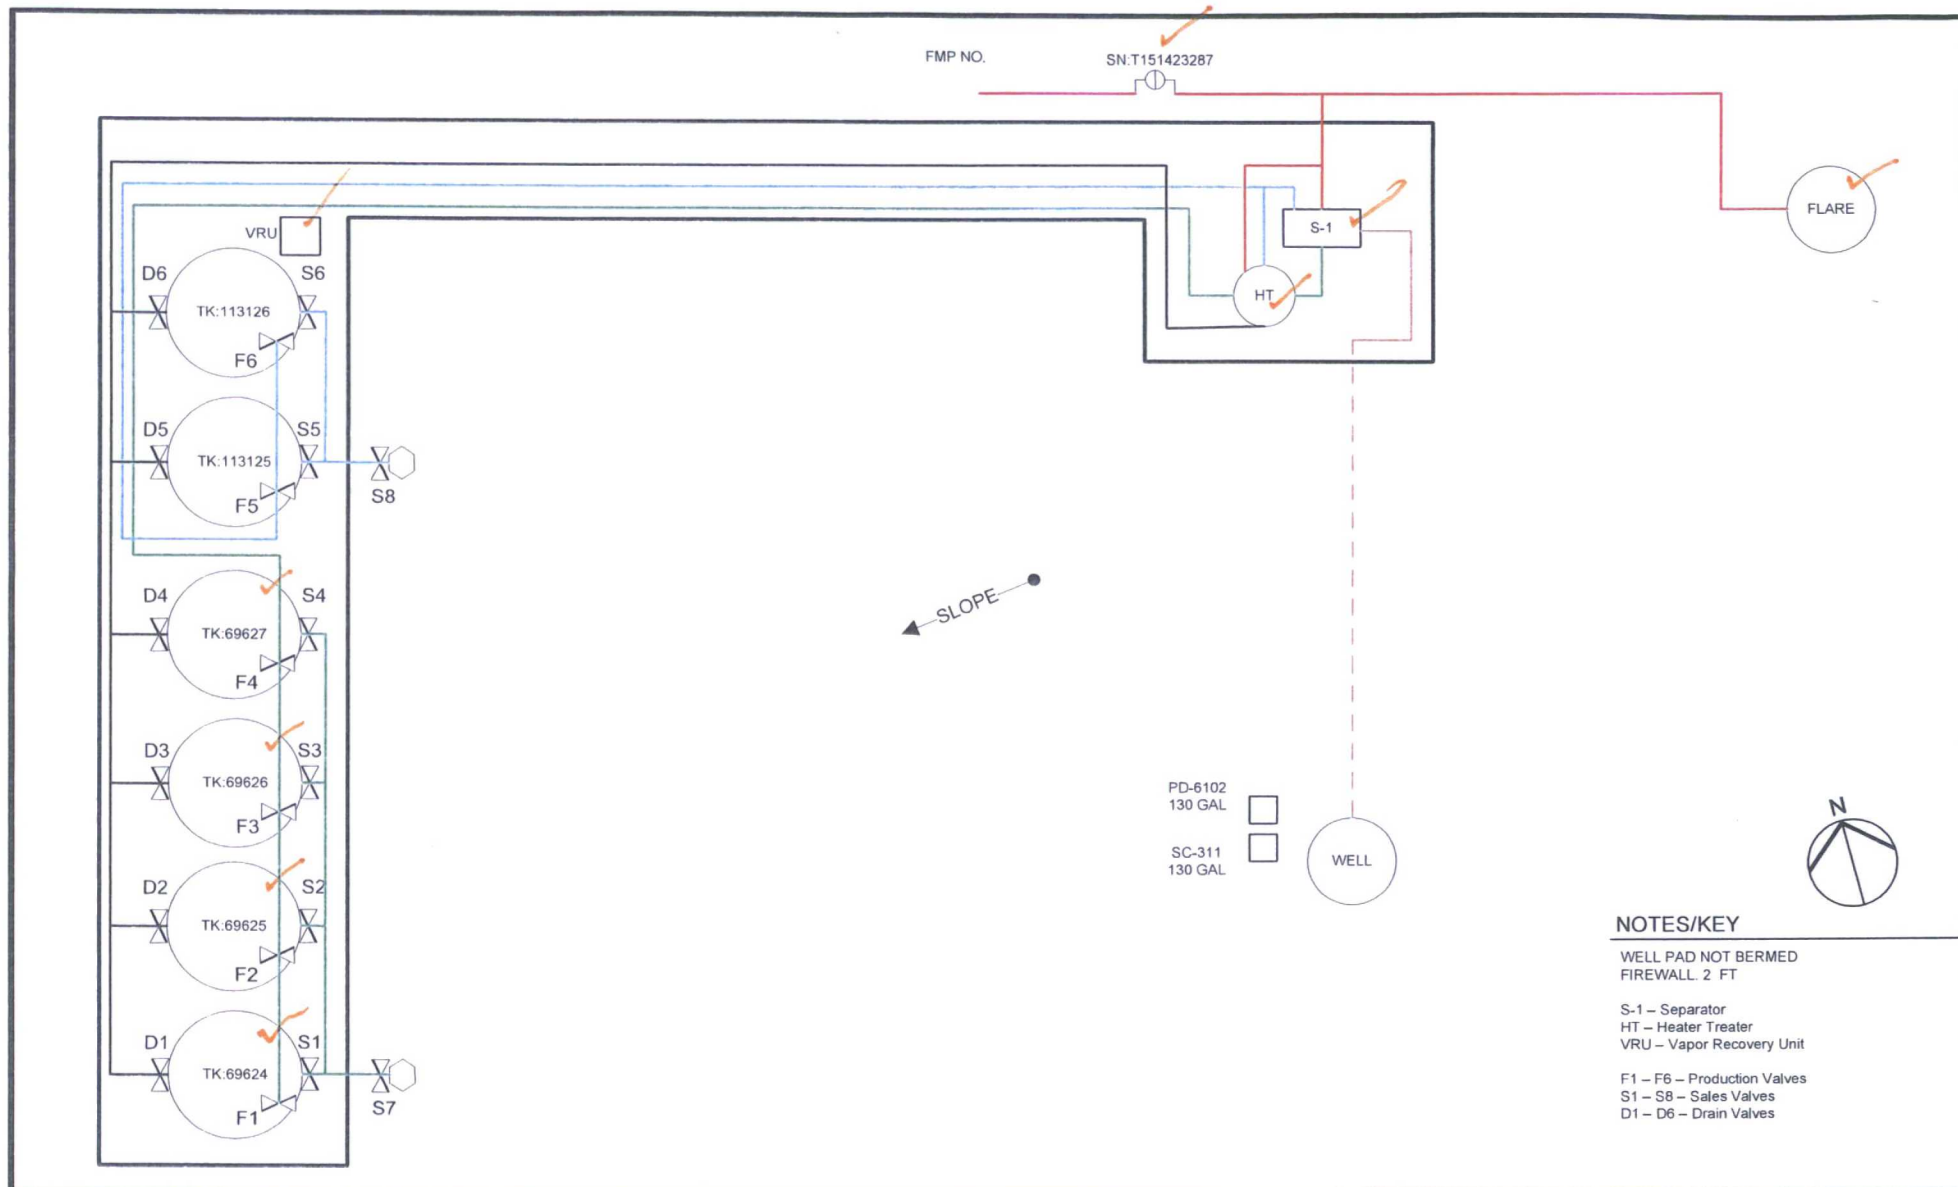 FMP NO.
SN:T151423287
FLARE
S-1
VRU
HT
D6
S6
TK:113126
F6
D5
S5
TK:113125
F5
S8
D4
S4
TK:69627
F4
SLOPE
D3
S3
TK:69626
F3
PD-6102
130 GAL
SC-311
130 GAL
WELL
N
D2
S2
TK:69625
F2
D1
S1
TK:69624
F1
S7
NOTES/KEY
WELL PAD NOT BERMED
FIREWALL. 2 FT
S-1 – Separator
HT – Heater Treater
VRU – Vapor Recovery Unit
F1 – F6 – Production Valves
S1 – S8 – Sales Valves
D1 – D6 – Drain Valves